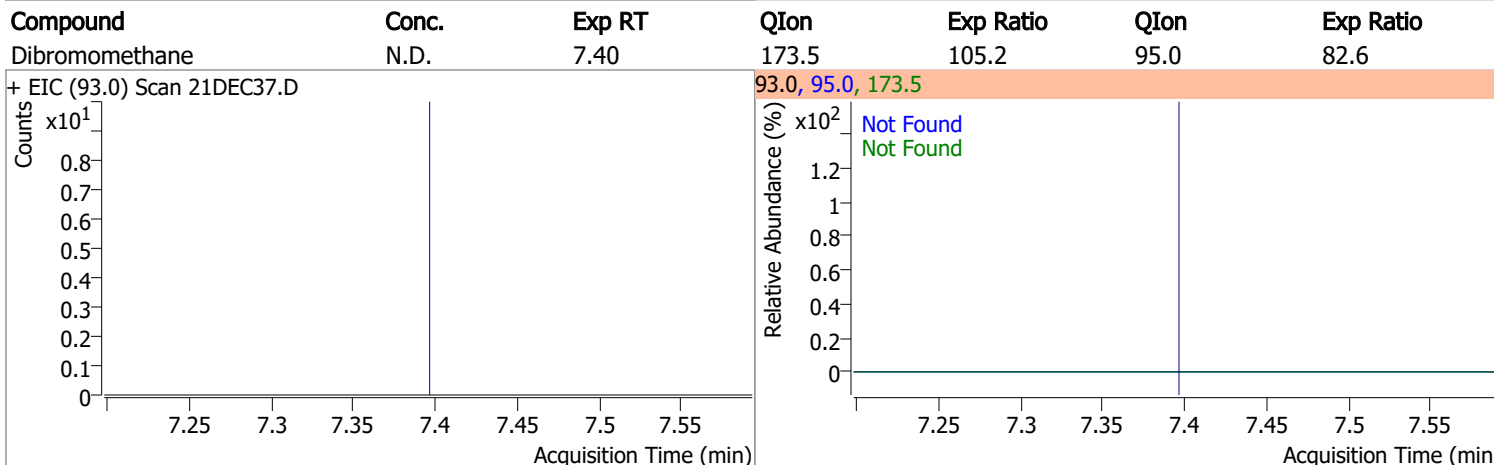 Compound Conc. Exp RT QIon Exp Ratio QIon Exp Ratio
Dibromomethane N.D. 7.40 173.5 105.2 95.0 82.6
+ EIC (93.0) Scan 21DEC37.D
Counts
x10¹
0.8
0.7
0.6
0.5
0.4
0.3
0.2
0.1
0
7.25 7.3 7.35 7.4 7.45 7.5 7.55
Acquisition Time (min)
93.0, 95.0, 173.5
Relative Abundance (%)
x10²
Not Found
Not Found
1.2
1
0.8
0.6
0.4
0.2
0
7.25 7.3 7.35 7.4 7.45 7.5 7.55
Acquisition Time (min